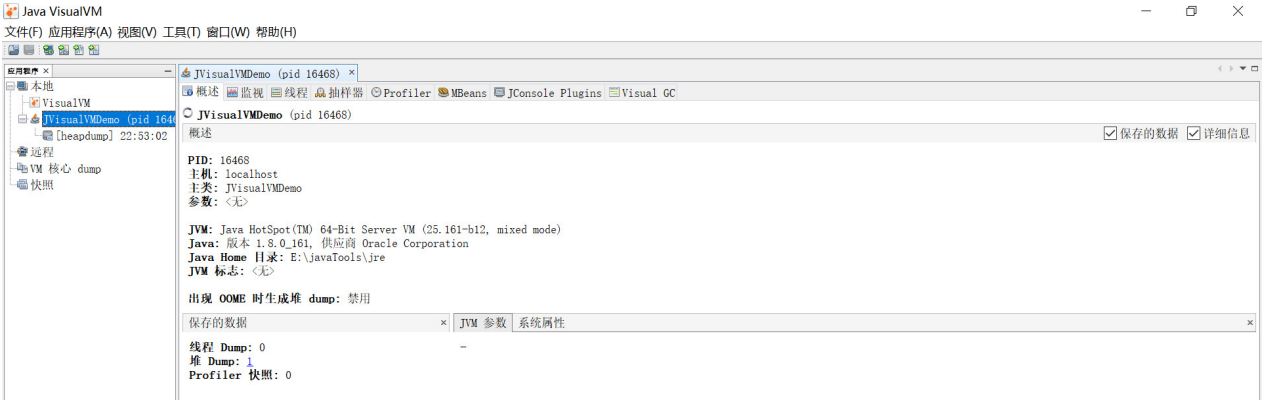 Java VisualVM
文件(F) 应用程序(A) 视图(V) 工具(T) 窗口(W) 帮助(H)
应用程序 ×
JVisualVMDemo (pid 16468) ×
本地
VisualVM
JVisualVMDemo (pid 1646
[heapdump] 22:53:02
远程
VM 核心 dump
快照
概述 监视 线程 抽样器 Profiler MBeans JConsole Plugins Visual GC
JVisualVMDemo (pid 16468)
概述 保存的数据 详细信息
PID: 16468
主机: localhost
主类: JVisualVMDemo
参数: <无>
JVM: Java HotSpot(TM) 64-Bit Server VM (25.161-b12, mixed mode)
Java: 版本 1.8.0_161, 供应商 Oracle Corporation
Java Home 目录: E:\javaTools\jre
JVM 标志: <无>
出现 OOME 时生成堆 dump: 禁用
保存的数据 × JVM 参数 系统属性 ×
线程 Dump: 0 –
堆 Dump: 1
Profiler 快照: 0